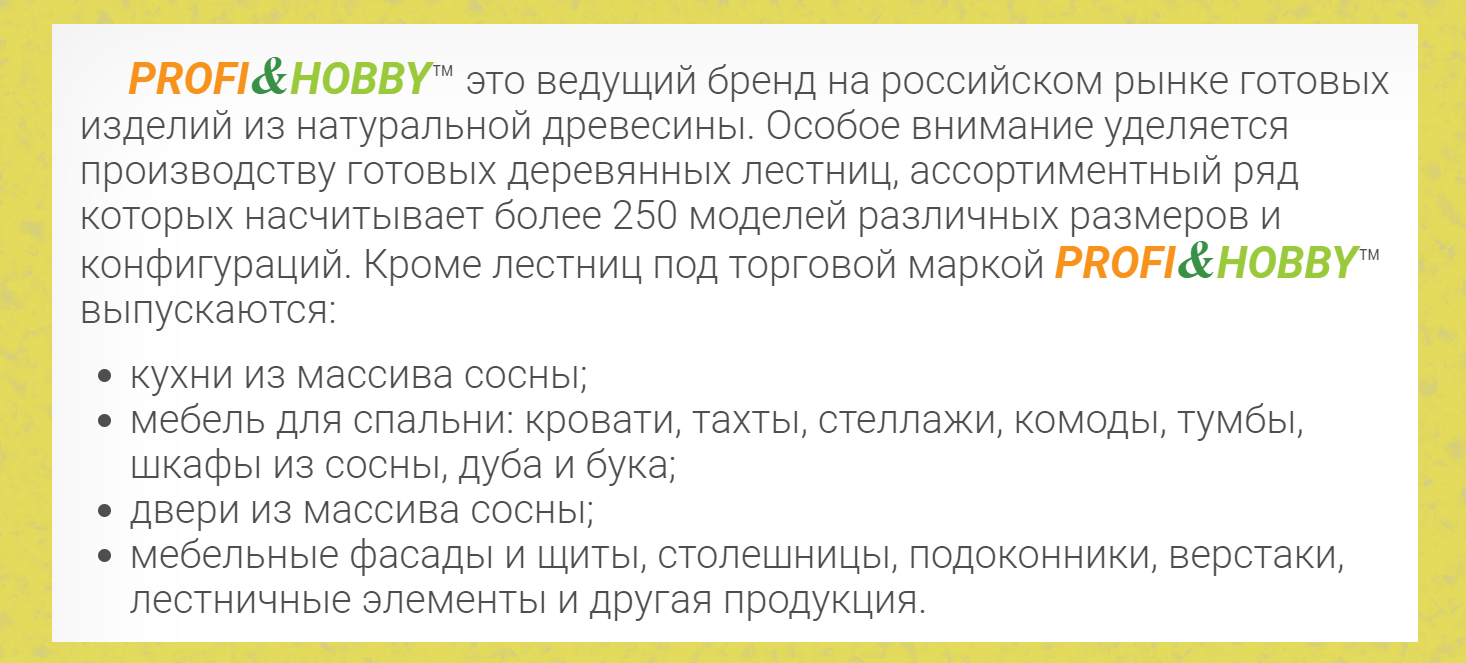 PROFI&HOBBY™ это ведущий бренд на российском рынке готовых
изделий из натуральной древесины. Особое внимание уделяется
производству готовых деревянных лестниц, ассортиментный ряд
которых насчитывает более 250 моделей различных размеров и
конфигураций. Кроме лестниц под торговой маркой PROFI&HOBBY™
выпускаются:
• кухни из массива сосны;
• мебель для спальни: кровати, тахты, стеллажи, комоды, тумбы,
шкафы из сосны, дуба и бука;
• двери из массива сосны;
• мебельные фасады и щиты, столешницы, подоконники, верстаки,
лестничные элементы и другая продукция.